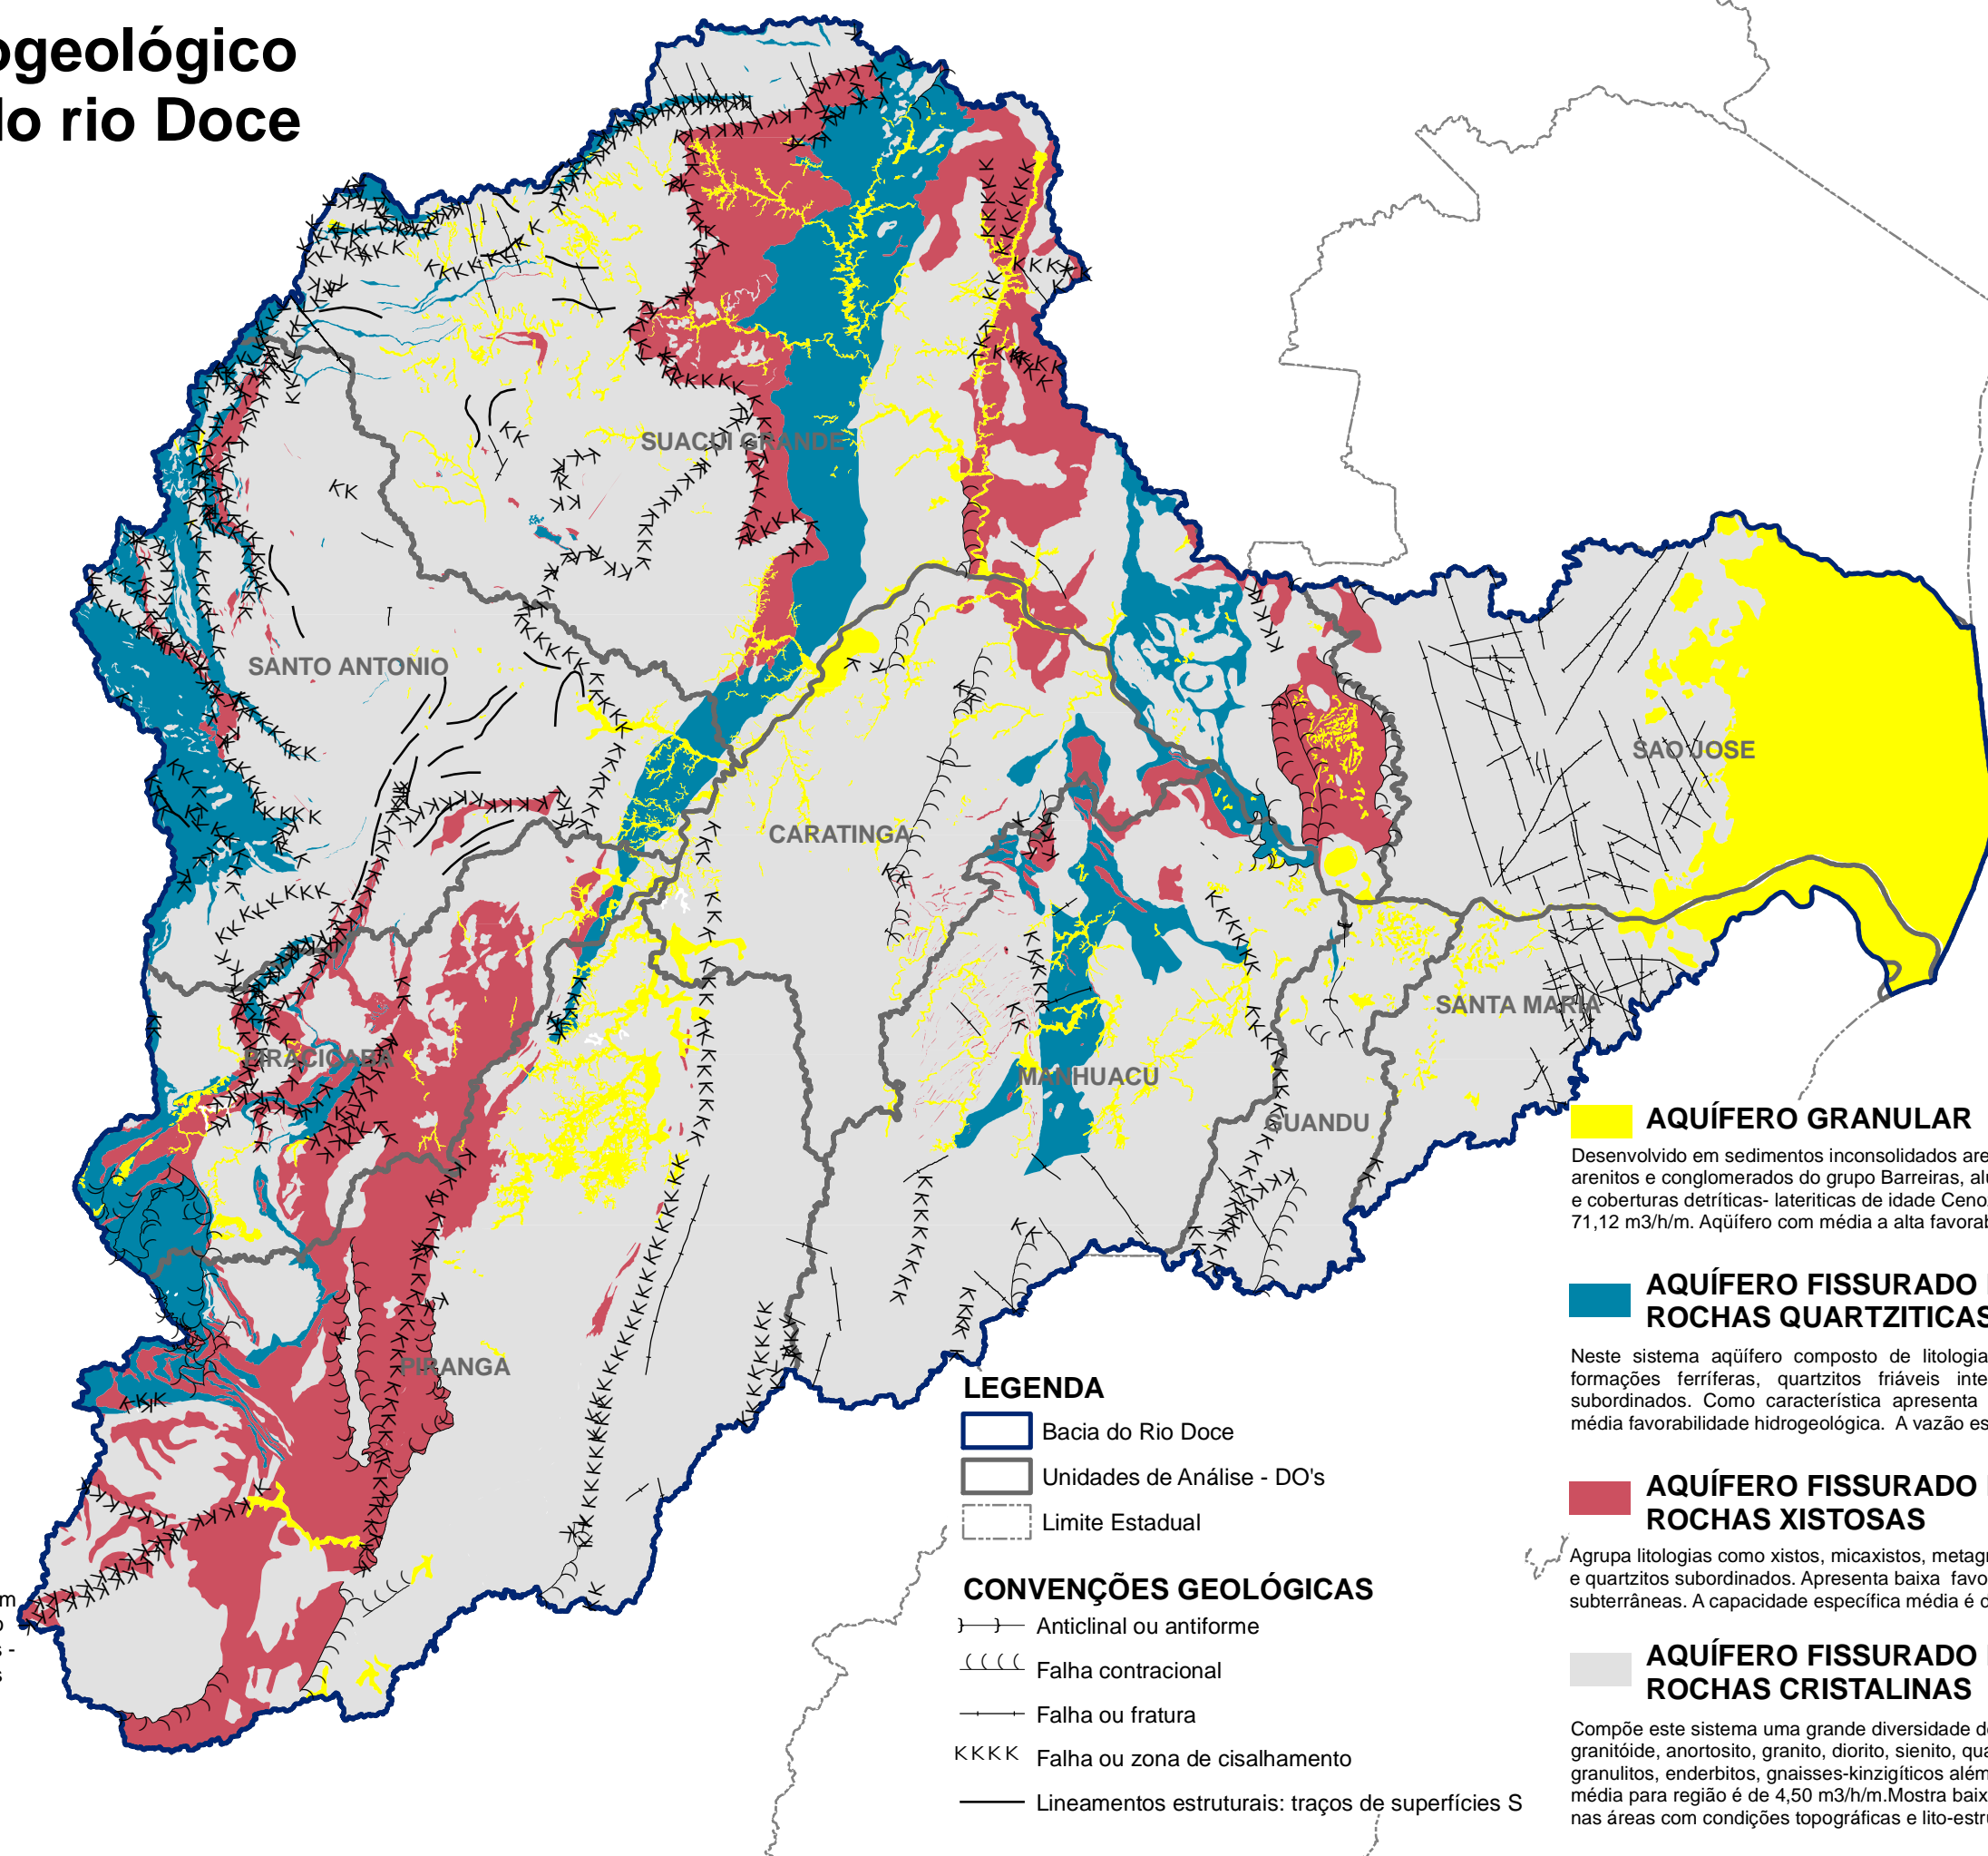 ogeológico
do rio Doce
SUACUI GRANDE
SANTO ANTONIO
SAO JOSE
CARATINGA
SANTA MARIA
PIRACICABA
MANHUACU
GUANDU
PIRANGA
m
-
LEGENDA
Bacia do Rio Doce
Unidades de Análise - DO's
Limite Estadual
CONVENÇÕES GEOLÓGICAS
Anticlinal ou antiforme
Falha contracional
Falha ou fratura
KKKK Falha ou zona de cisalhamento
Lineamentos estruturais: traços de superfícies S
AQUÍFERO GRANULAR
Desenvolvido em sedimentos inconsolidados are
arenitos e conglomerados do grupo Barreiras, alu
e coberturas detríticas- lateriticas de idade Ceno
71,12 m3/h/m. Aqüífero com média a alta favorab
AQUÍFERO FISSURADO
ROCHAS QUARTZITICAS
Neste sistema aqüífero composto de litologia
formações ferríferas, quartzitos friáveis inte
subordinados. Como característica apresenta
média favorabilidade hidrogeológica. A vazão es
AQUÍFERO FISSURADO
ROCHAS XISTOSAS
Agrupa litologias como xistos, micaxistos, metagr
e quartzitos subordinados. Apresenta baixa favo
subterrâneas. A capacidade específica média é d
AQUÍFERO FISSURADO
ROCHAS CRISTALINAS
Compõe este sistema uma grande diversidade de
granitóide, anortosito, granito, diorito, sienito, qua
granulitos, enderbitos, gnaisses-kinzigíticos além
média para região é de 4,50 m3/h/m.Mostra baix
nas áreas com condições topográficas e lito-estru